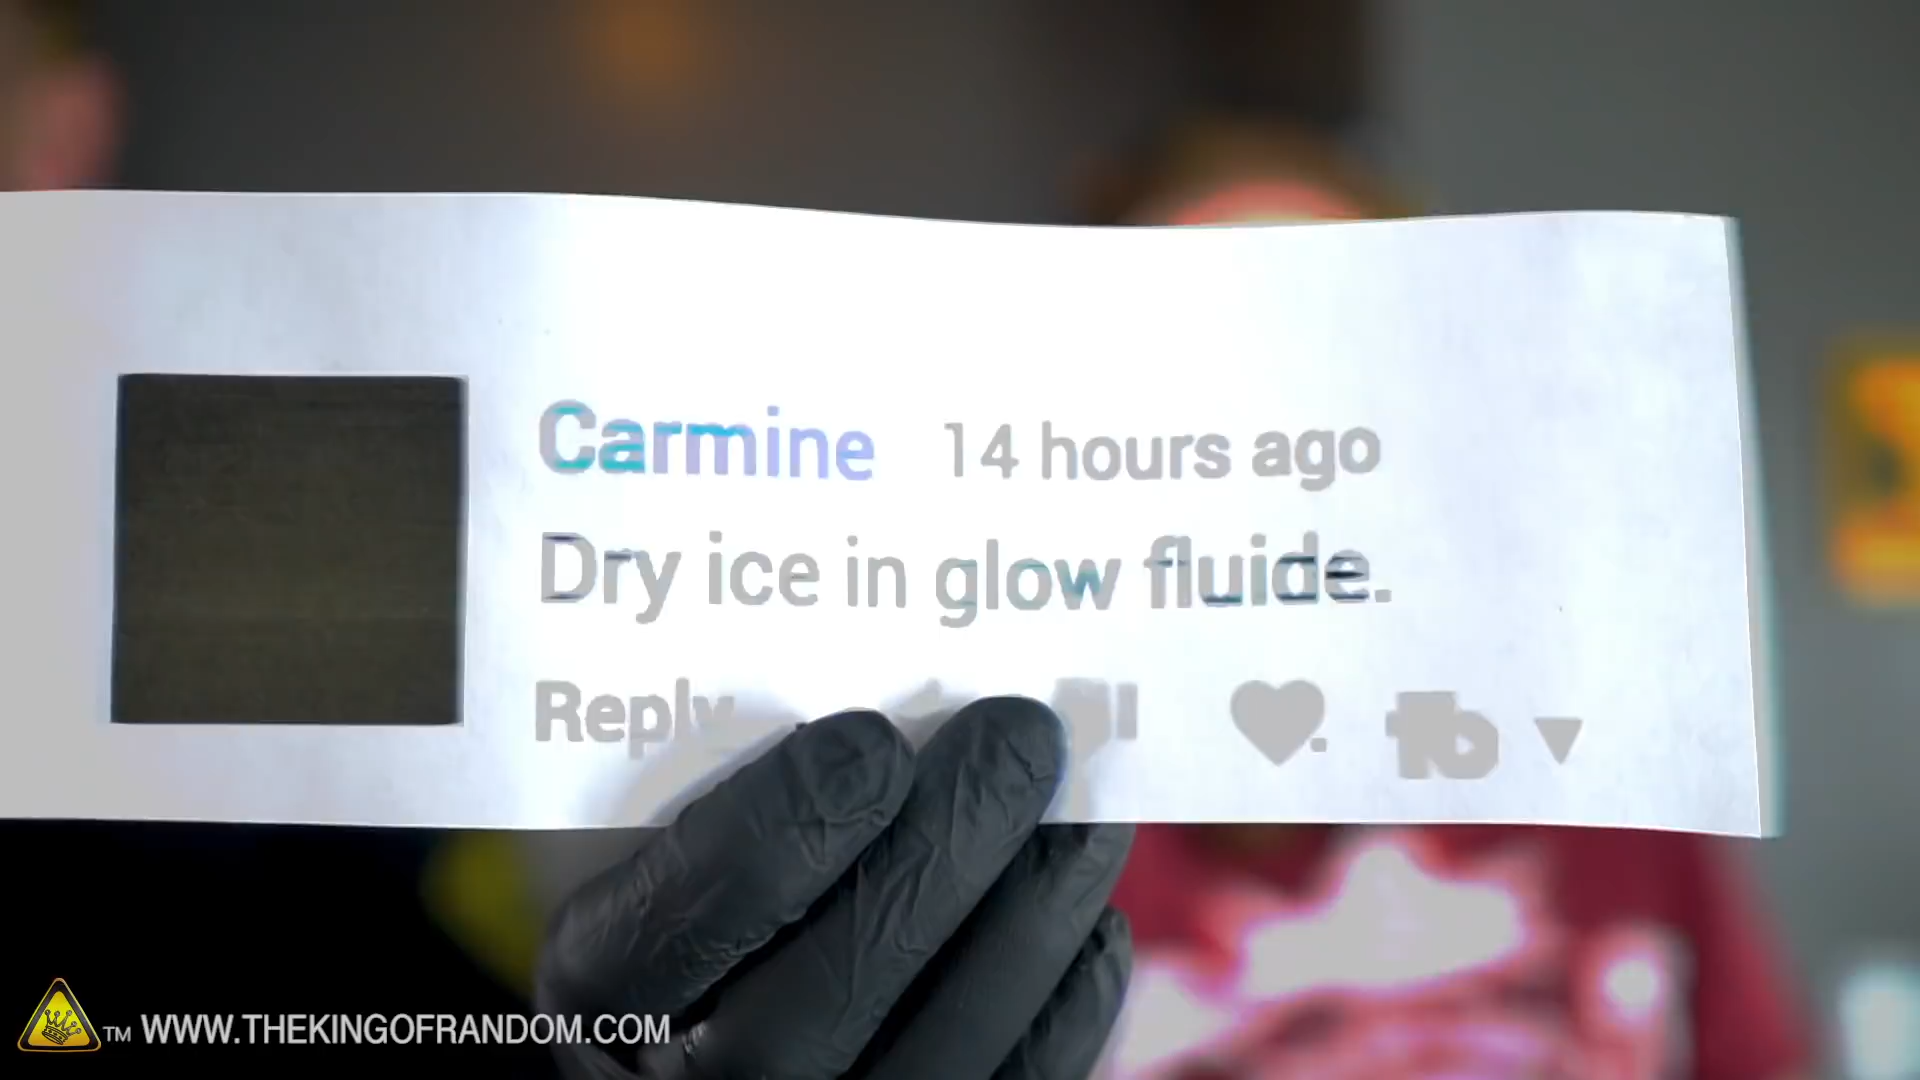 Carmine 14 hours ago
Dry ice in glow fluide.
Reply
TM WWW.THEKINGOFRANDOM.COM